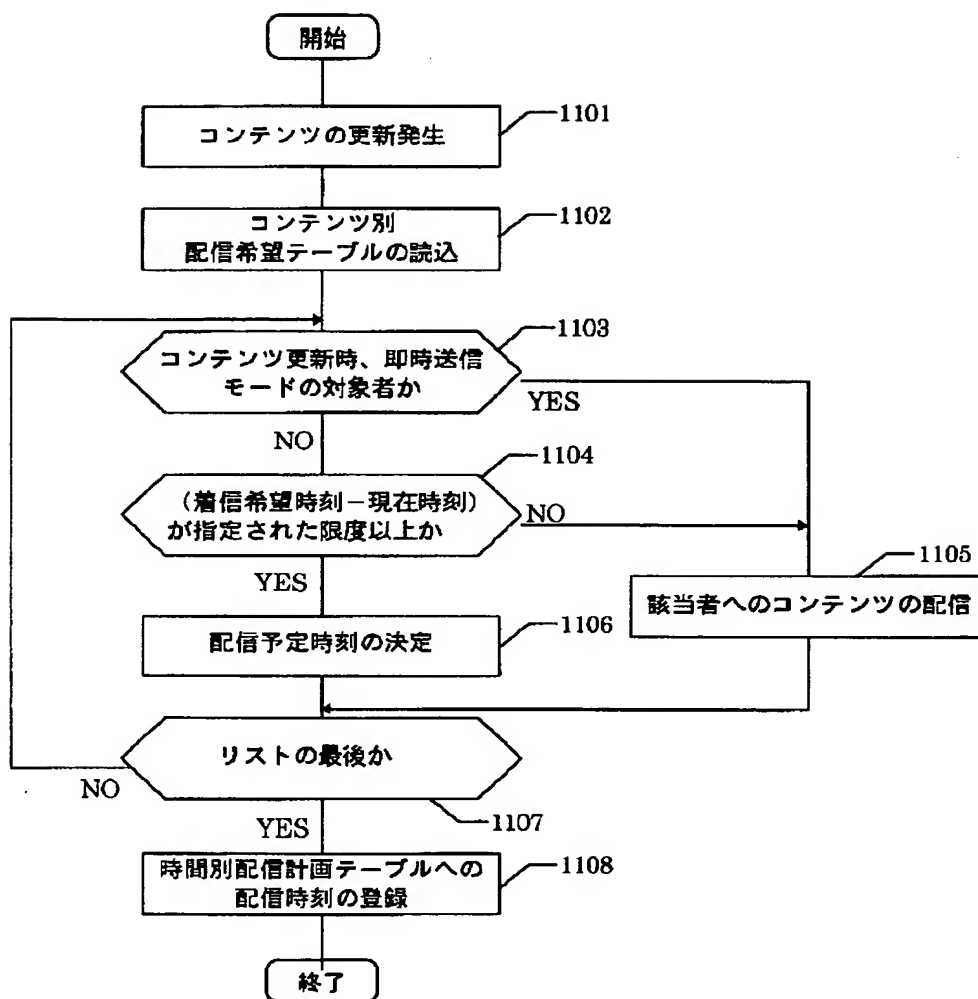 開始
コンテンツの更新発生
1101
コンテンツ別
配信希望テーブルの読込
1102
コンテンツ更新時、即時送信
モードの対象者か
1103
YES
NO
(着信希望時刻－現在時刻)
が指定された限度以上か
1104
NO
YES
該当者へのコンテンツの配信
1105
配信予定時刻の決定
1106
リストの最後か
1107
NO
YES
時間別配信計画テーブルへの
配信時刻の登録
1108
終了